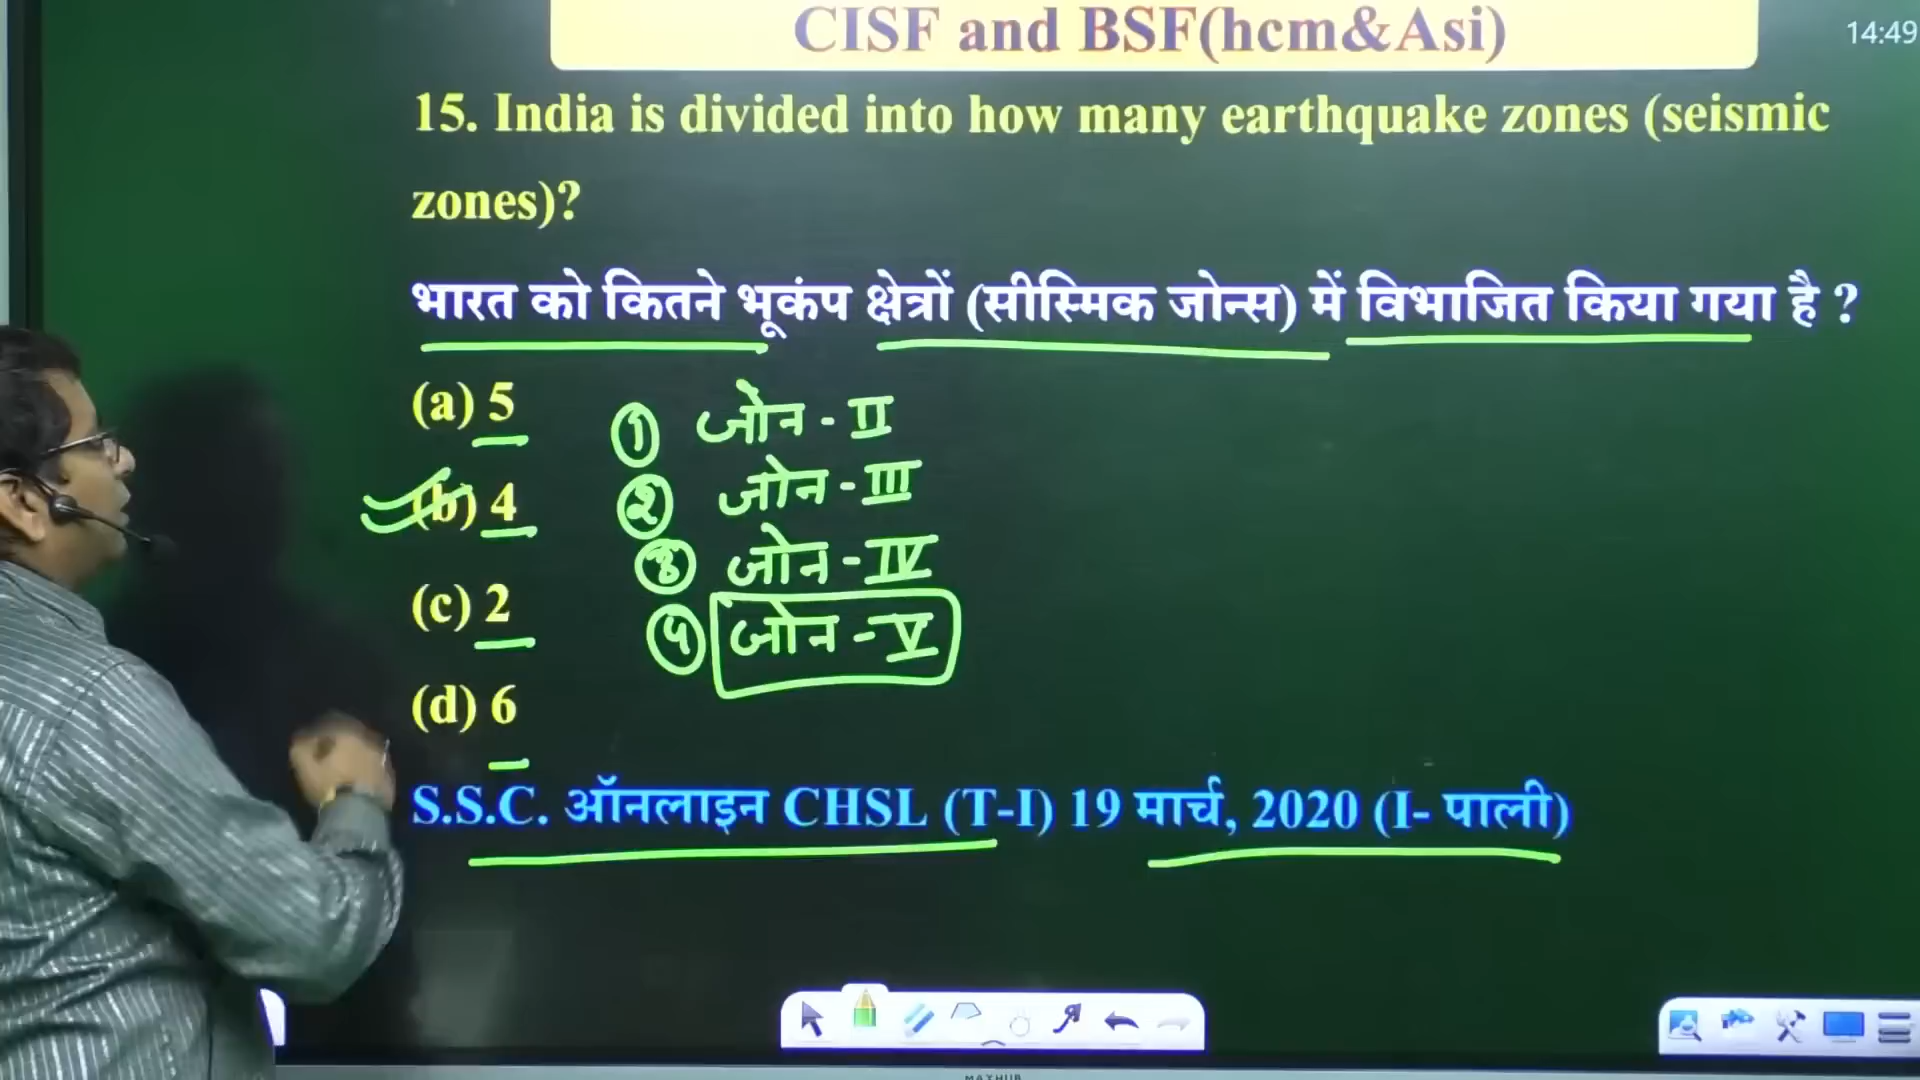 CISF and BSF(hcm&Asi)
14:49
15. India is divided into how many earthquake zones (seismic
zones)?
भारत को कितने भूकंप क्षेत्रों (सीस्मिक जोन्स) में विभाजित किया गया है ?
(a) 5
① जोन - II
(b) 4
② जोन - III
③ जोन - IV
(c) 2
④ जोन - V
(d) 6
S.S.C. ऑनलाइन CHSL (T-I) 19 मार्च, 2020 (I- पाली)
MAXHUB